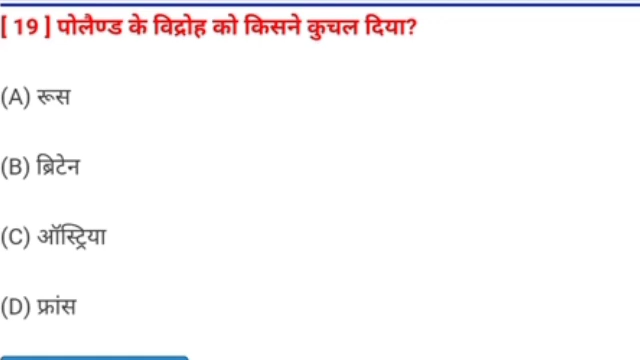 [ 19 ] पोलैण्ड के विद्रोह को किसने कुचल दिया?
(A) रूस
(B) ब्रिटेन
(C) ऑस्ट्रिया
(D) फ्रांस